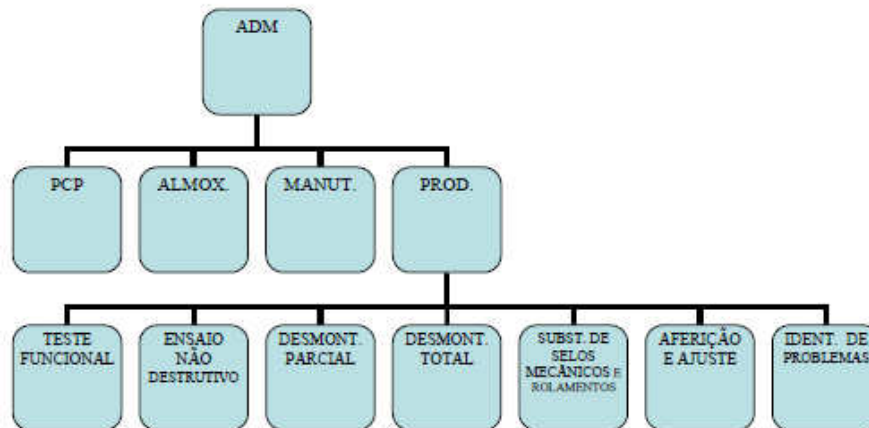 ADM
PCP
ALMOX.
MANUT.
PROD.
TESTE
FUNCIONAL
ENSAIO
NÃO
DESTRUTIVO
DESMONT.
PARCIAL
DESMONT.
TOTAL
SUBST. DE
SELOS
MECÂNICOS E
ROLAMENTOS
AFERIÇÃO
E AJUSTE
IDENT. DE
PROBLEMAS